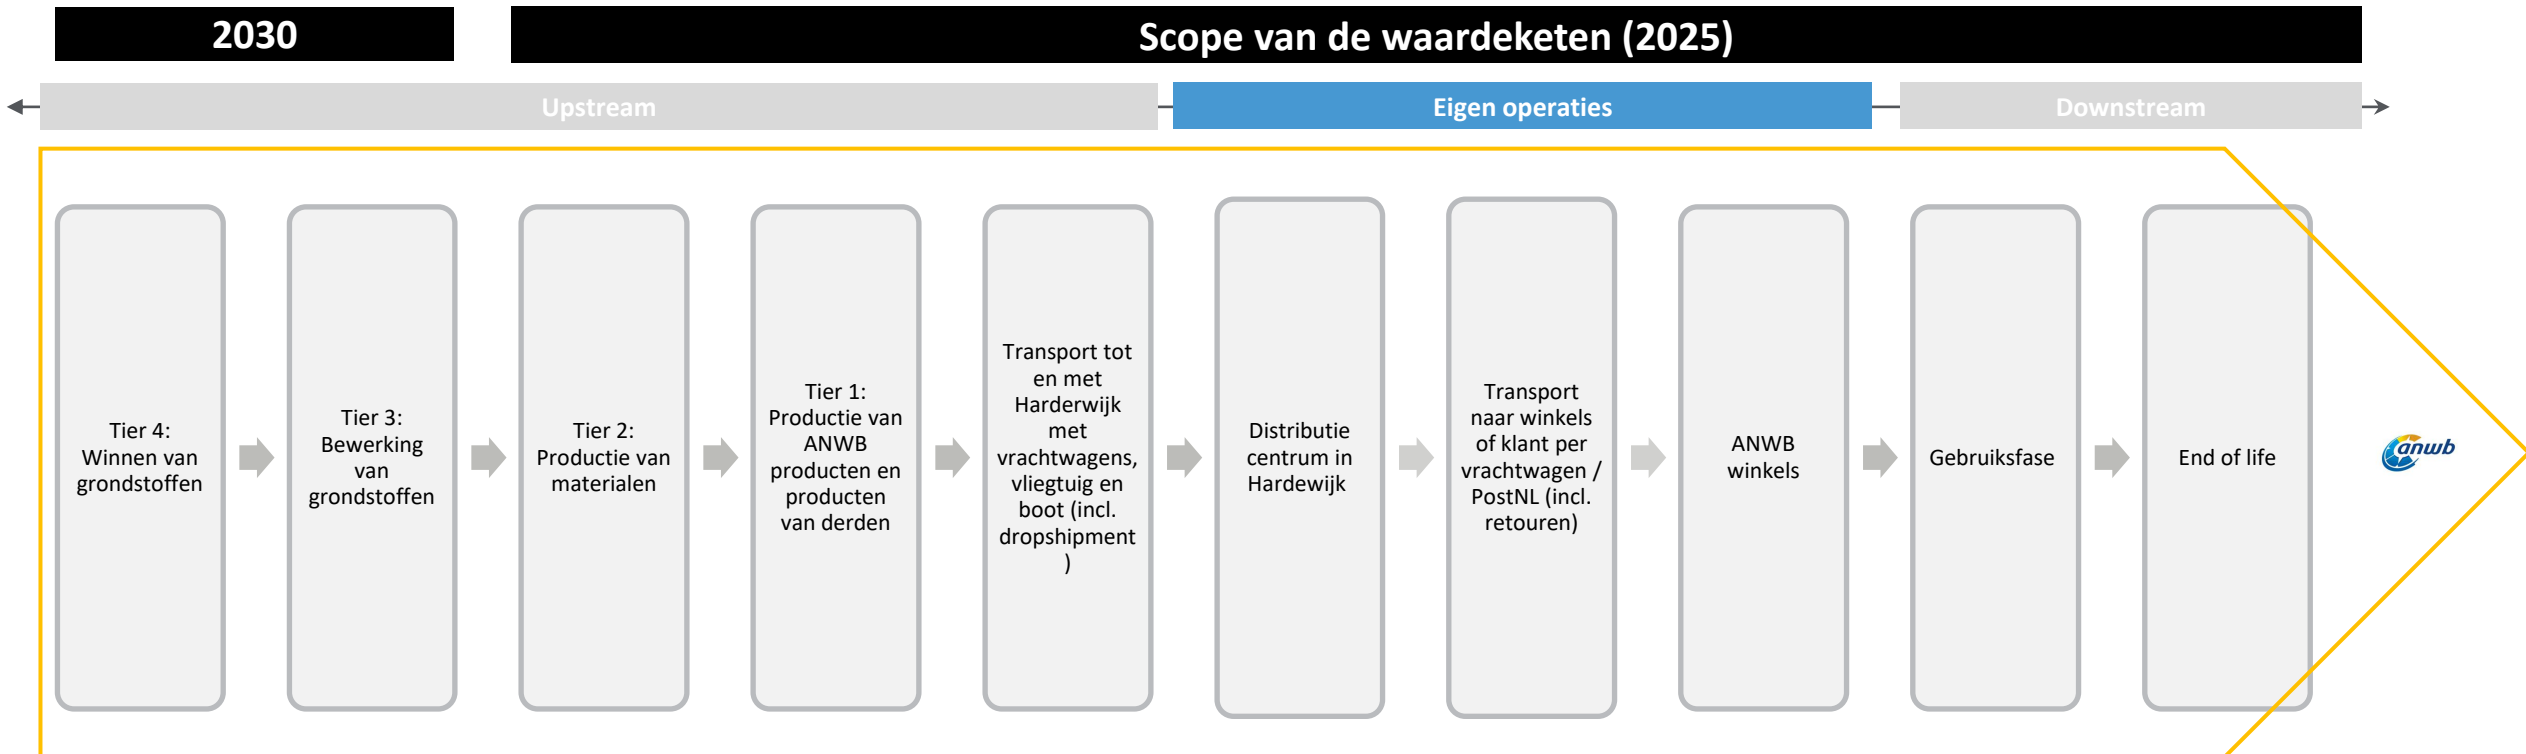 2030
Scope van de waardeketen (2025)
Upstream
Eigen operaties
Downstream
Tier 4:
Winnen van
grondstoffen
Tier 3:
Bewerking
van
grondstoffen
Tier 2:
Productie van
materialen
Tier 1:
Productie van
ANWB
producten en
producten
van derden
Transport tot
en met
Harderwijk
met
vrachtwagens,
vliegtuig en
boot (incl.
dropshipment
)
Distributie
centrum in
Hardewijk
Transport
naar winkels
of klant per
vrachtwagen /
PostNL (incl.
retouren)
ANWB
winkels
Gebruiksfase
End of life
anwb